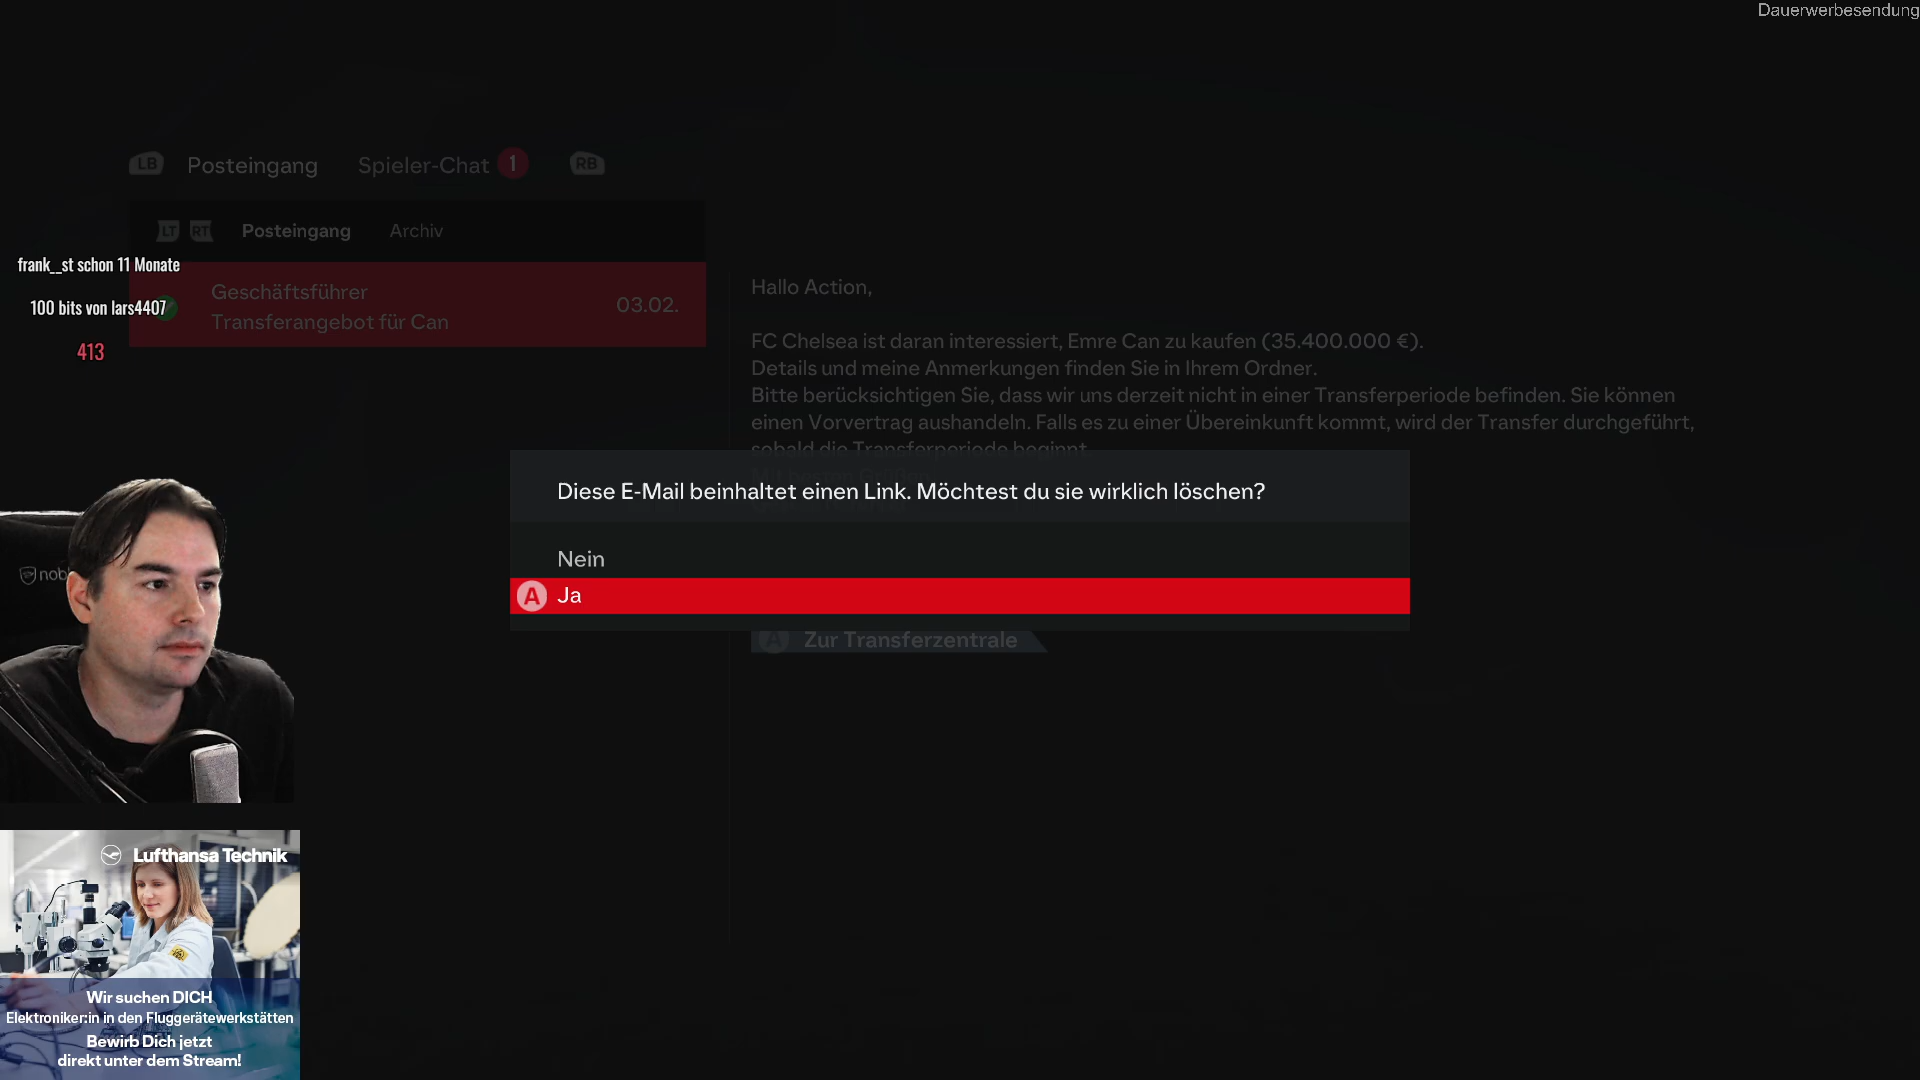 Dauerwerbesendung
LB Posteingang Spieler-Chat 1 RB
LT RT Posteingang Archiv
frank__st schon 11 Monate
Geschäftsführer
Transferangebot für Can
03.02.
100 bits von lars4407
413
Hallo Action,
FC Chelsea ist daran interessiert, Emre Can zu kaufen (35.400.000 €).
Details und meine Anmerkungen finden Sie in Ihrem Ordner.
Bitte berücksichtigen Sie, dass wir uns derzeit nicht in einer Transferperiode befinden. Sie können
einen Vorvertrag aushandeln. Falls es zu einer Übereinkunft kommt, wird der Transfer durchgeführt,
sobald die Transferperiode beginnt.
Diese E-Mail beinhaltet einen Link. Möchtest du sie wirklich löschen?
Nein
A Ja
A Zur Transferzentrale
Lufthansa Technik
Wir suchen DICH
Elektroniker:in in den Fluggerätewerkstätten
Bewirb Dich jetzt
direkt unter dem Stream!